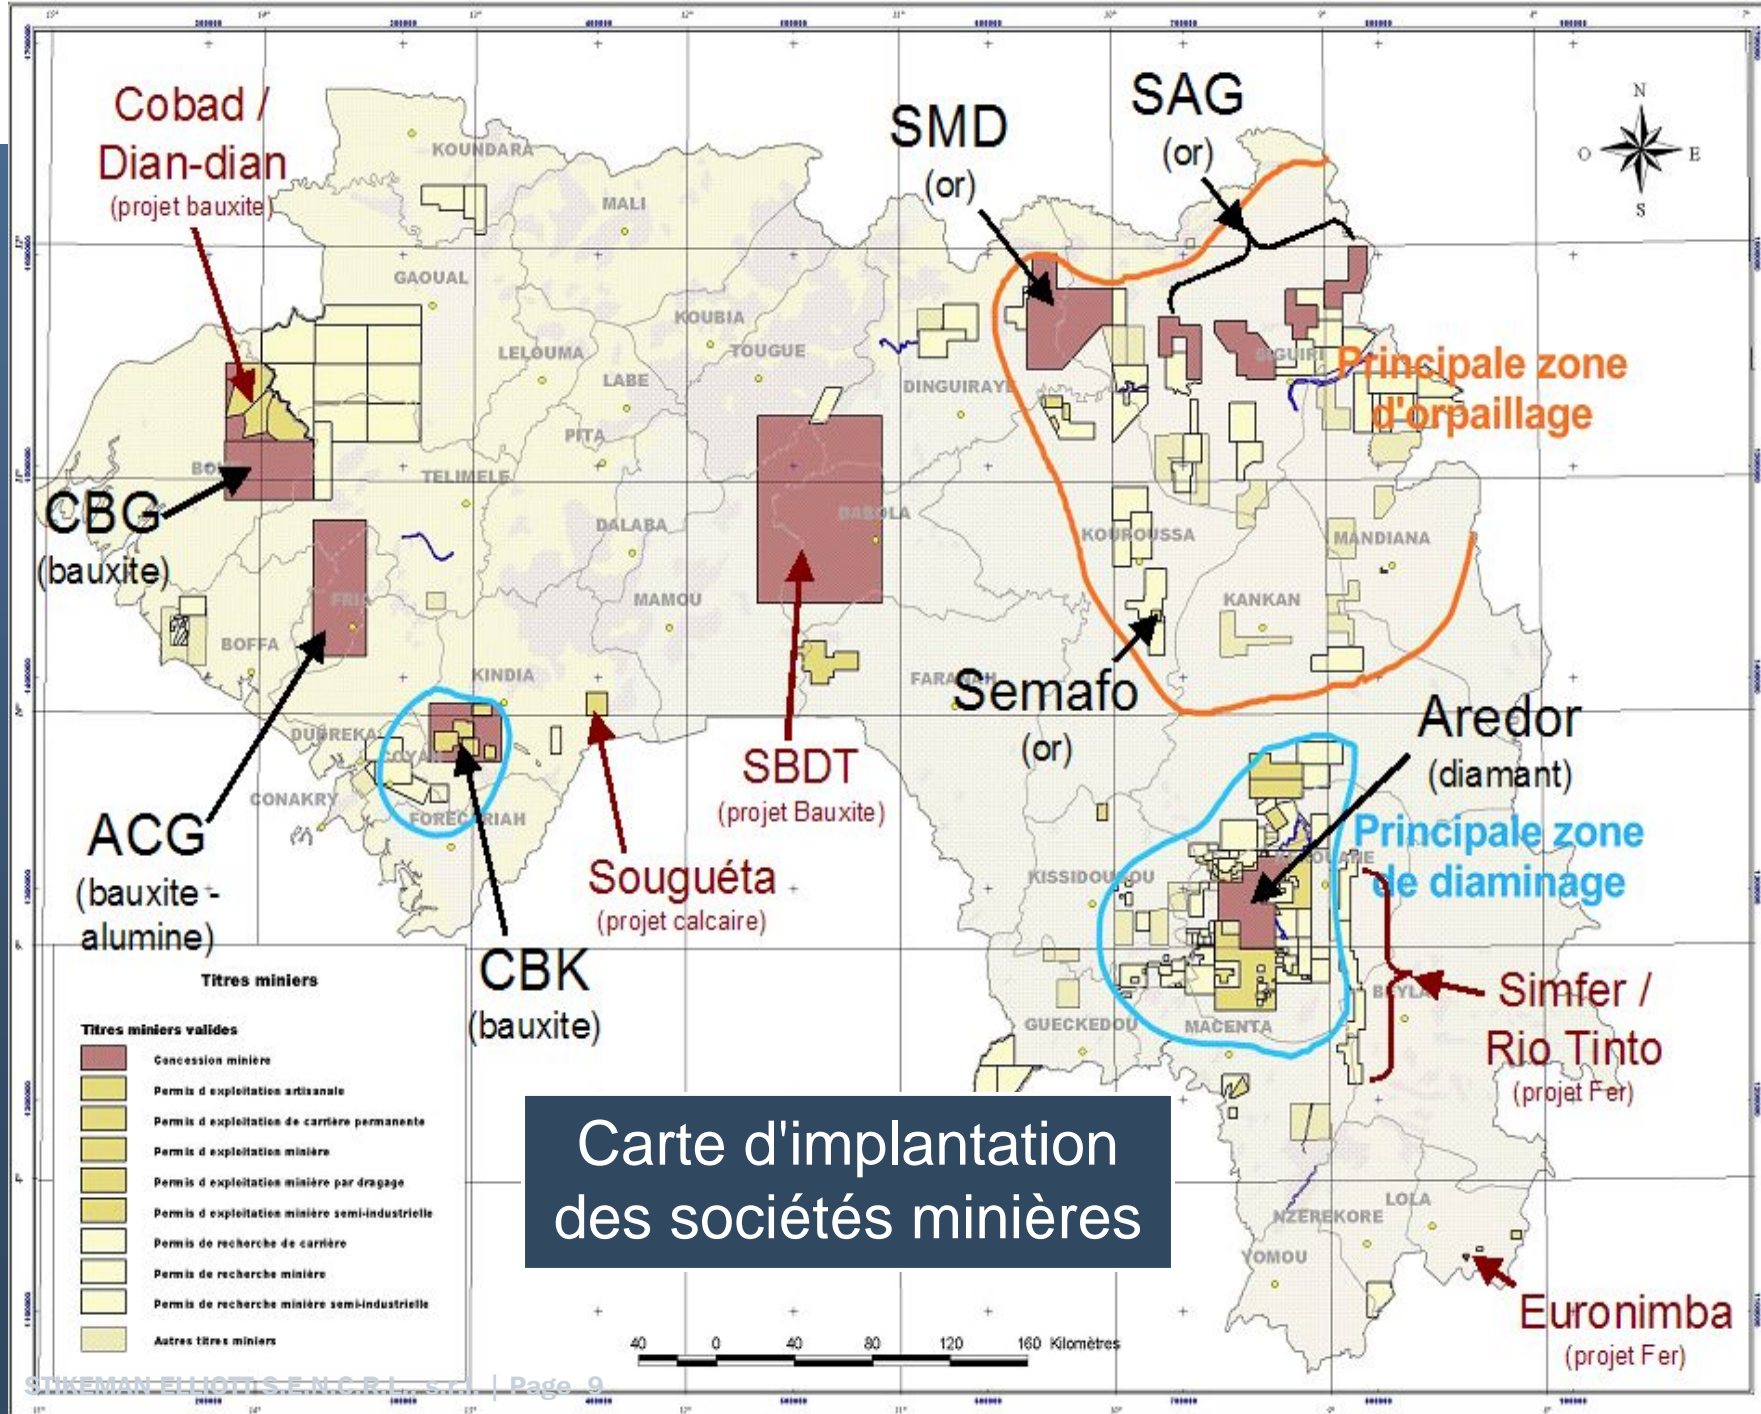 Cobad /
Dian-dian
(projet bauxite)
SMD
(or)
SAG
(or)
N
O
E
S
KOUNDARA
MALI
GAOUAL
KOUBIA
LELOUMA
TOUGUE
LABE
DINGUIRAYE
Principale zone
d'orpaillage
PITA
TELIMELE
CBG
(bauxite)
DALABA
DABOLA
KOUROUSSA
MANDIANA
FRIA
MAMOU
KANKAN
BOFFA
KINDIA
FARANAH
Semafo
(or)
Aredor
(diamant)
DUBREKA
CONAKRY
FORECARIAH
ACG
(bauxite -
alumine)
SBDT
(projet Bauxite)
Souguéta
(projet calcaire)
CBK
(bauxite)
Principale zone
de diaminage
KISSIDOUGOU
GUECKEDOU
MACENTA
BEYLA
Simfer /
Rio Tinto
(projet Fer)
Titres miniers
Titres miniers valides
Concession minière
Permis d exploitation artisanale
Permis d exploitation de carrière permanente
Permis d exploitation minière
Permis d exploitation minière par dragage
Permis d exploitation minière semi-industrielle
Permis de recherche de carrière
Permis de recherche minière
Permis de recherche minière semi-industrielle
Autres titres miniers
Carte d'implantation
des sociétés minières
LOLA
NZEREKORE
YOMOU
Euronimba
(projet Fer)
40 0 40 80 120 160 Kilomètres
STIKEMAN ELLIOTT S.E.N.C.R.L., s.r.l. | Page 9